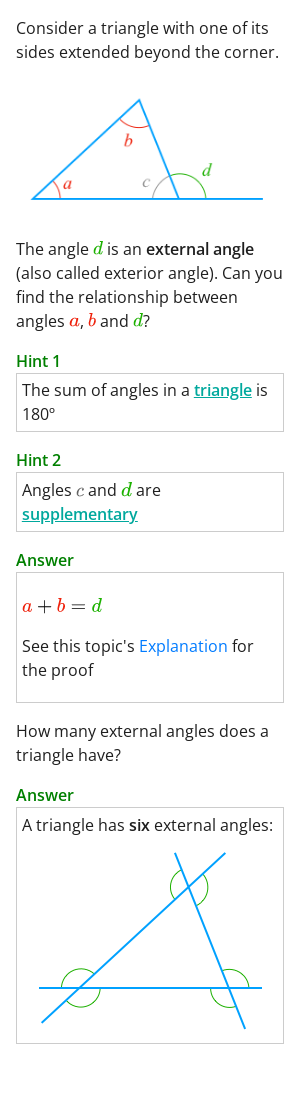 Consider a triangle with one of its
sides extended beyond the corner.
b
d
a
c
The angle d is an external angle
(also called exterior angle). Can you
find the relationship between
angles a, b and d?
Hint 1
The sum of angles in a triangle is
180°
Hint 2
Angles c and d are
supplementary
Answer
a + b = d
See this topic's Explanation for
the proof
How many external angles does a
triangle have?
Answer
A triangle has six external angles: